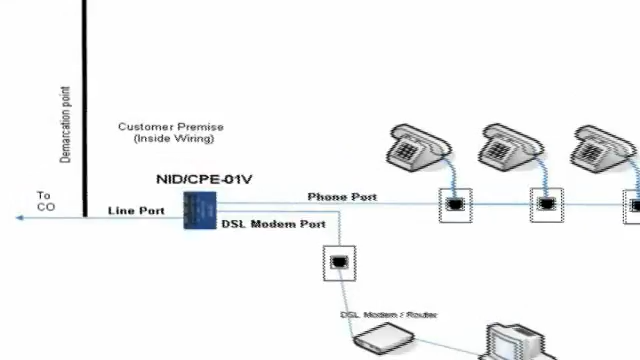 Demarcation point
Customer Premise
(Inside Wiring)
NID/CPE-01V
To
CO
Line Port
Phone Port
DSL Modem Port
DSL Modem / Router